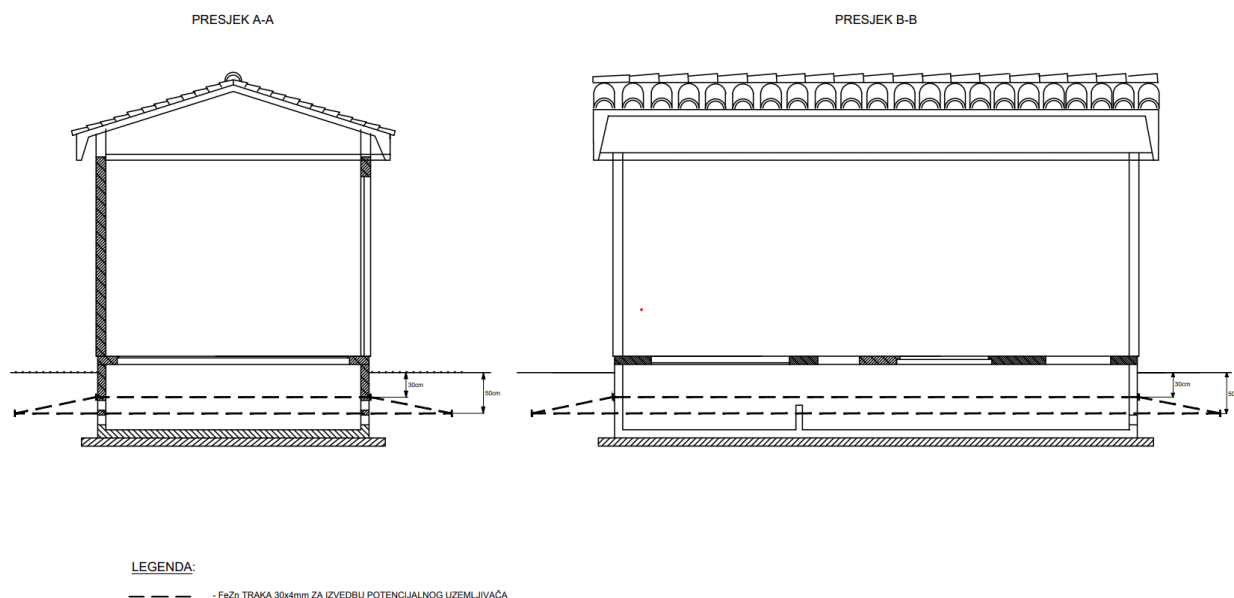 PRESJEK A-A
PRESJEK B-B
30cm
50cm
30cm
LEGENDA:
- FeZn TRAKA 30x4mm ZA IZVEDBU POTENCIJALNOG UZEMLJIVAČA